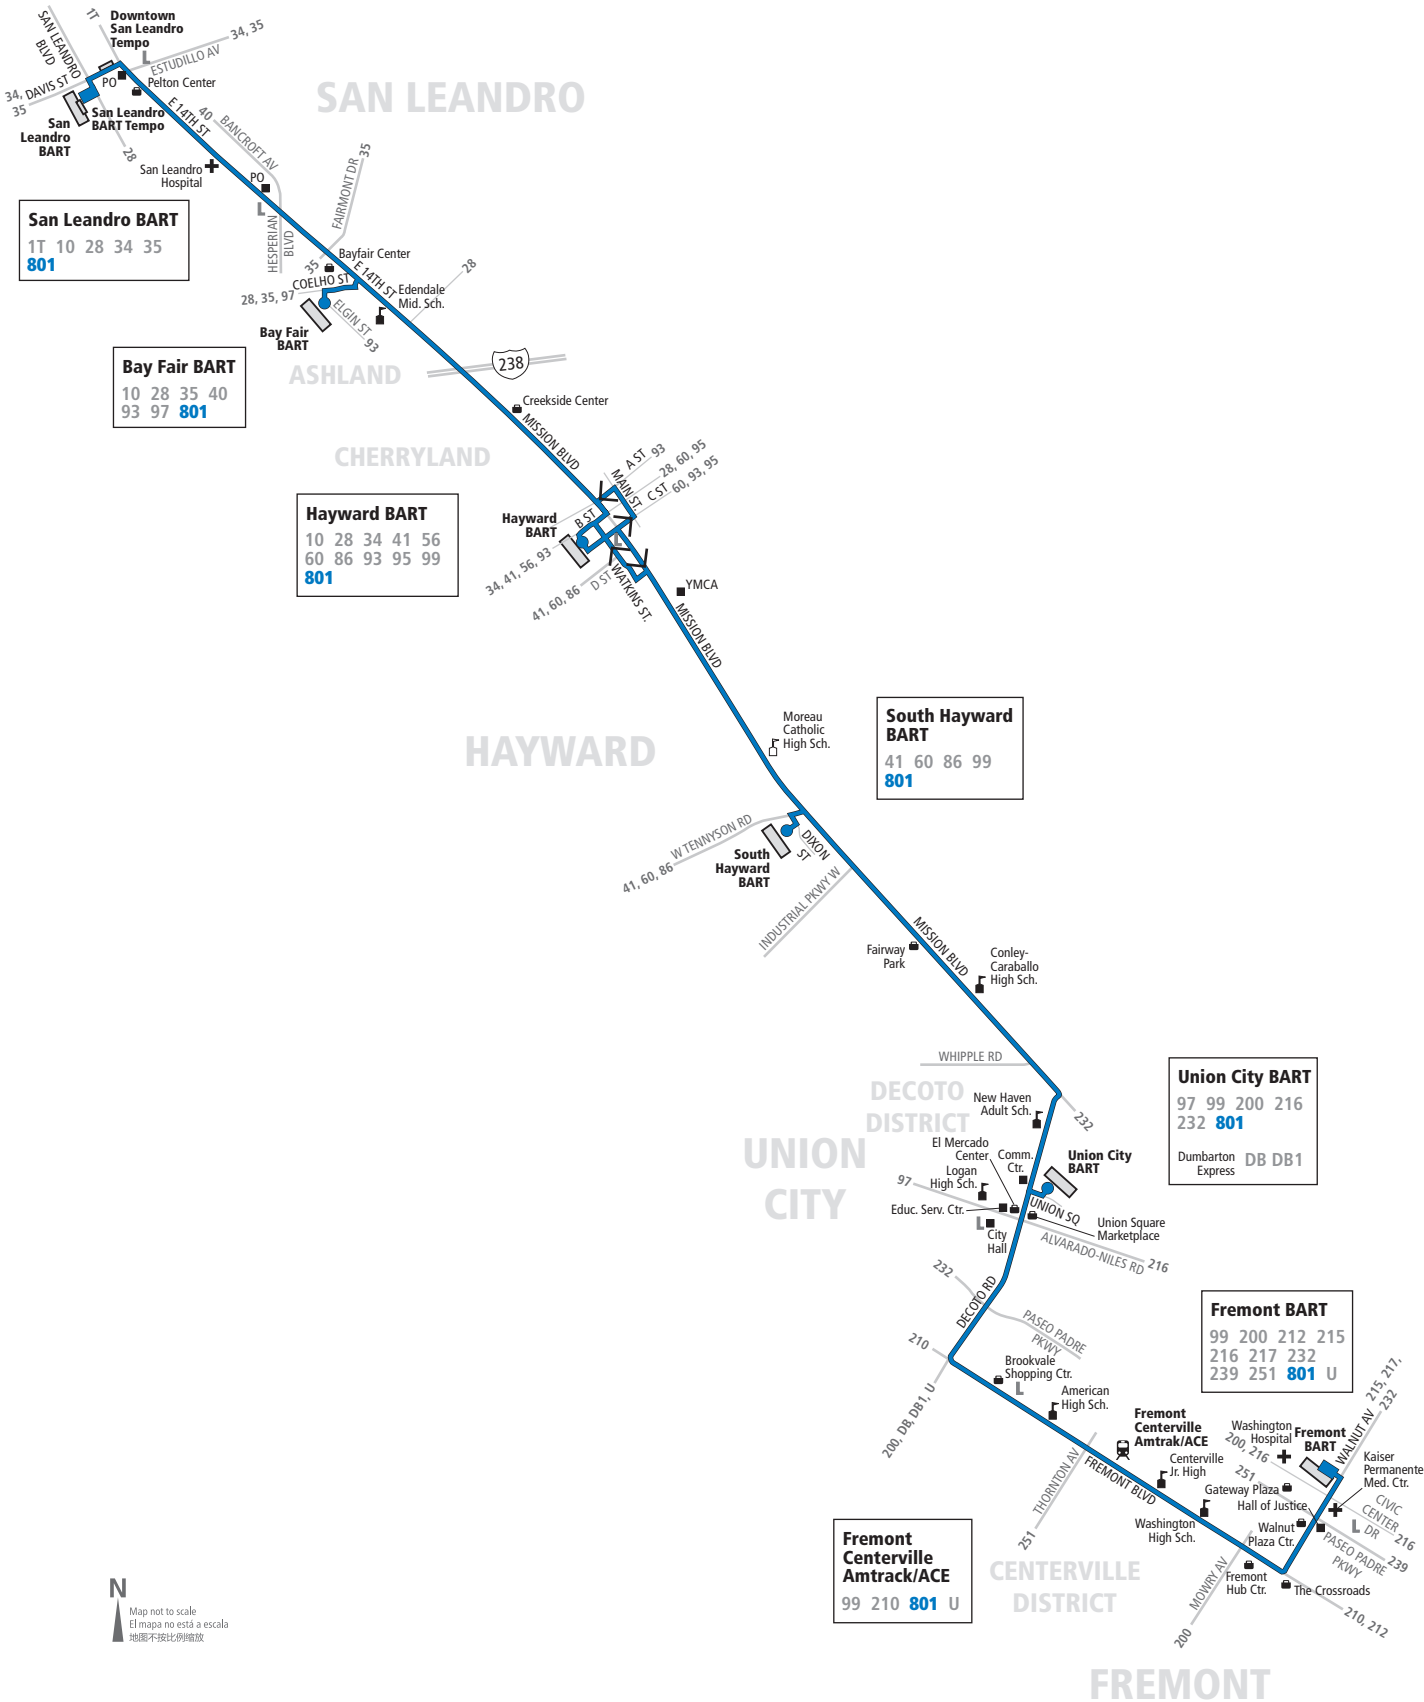 SAN LEANDRO
BLVD
1T
Downtown
San Leandro
Tempo
L
34, 35
ESTUDILLO AV
PO
Pelton Center
34,
35
DAVIS ST
San
Leandro
BART
San Leandro
BART Tempo
28
E 14TH ST
40
BANCROFT AV
SAN LEANDRO
San Leandro
Hospital
PO
L
HESPERIAN
BLVD
FAIRMONT DR
35
San Leandro BART
1T 10 28 34 35
801
35
Bayfair Center
E 14TH ST
COELHO ST
28, 35, 97
Edendale
Mid. Sch.
28
ELGIN ST
93
Bay Fair
BART
Bay Fair BART
10 28 35 40
93 97 801
ASHLAND
238
Creekside Center
MISSION BLVD
CHERRYLAND
A ST
93
MAIN ST.
28, 60, 95
C ST
60, 93, 95
B ST
Hayward
BART
L
34, 41, 56, 93
41, 60, 86
D ST
WATKINS ST.
Hayward BART
10 28 34 41 56
60 86 93 95 99
801
YMCA
MISSION BLVD
HAYWARD
Moreau
Catholic
High Sch.
South Hayward
BART
41 60 86 99
801
W TENNYSON RD
41, 60, 86
DIXON
ST
South
Hayward
BART
INDUSTRIAL PKWY W
MISSION BLVD
Fairway
Park
Conley-
Caraballo
High Sch.
WHIPPLE RD
DECOTO
DISTRICT
New Haven
Adult Sch.
232
Union City BART
97 99 200 216
232 801
Dumbarton
Express
DB DB1
UNION
CITY
El Mercado
Center
Comm.
Ctr.
Union City
BART
Logan
High Sch.
97
Educ. Serv. Ctr.
UNION SQ
L
City
Hall
Union Square
Marketplace
ALVARADO-NILES RD
216
232
DECOTO RD
PASEO PADRE
PKWY
210
200, DB, DB1, U
Brookvale
Shopping Ctr.
L
American
High Sch.
Fremont BART
99 200 212 215
216 217 232
239 251 801 U
Fremont
Centerville
Amtrak/ACE
THORNTON AV
251
FREMONT BLVD
Centerville
Jr. High
Washington
High Sch.
Washington
Hospital
200, 216
251
Fremont
BART
WALNUT AV
215, 217,
232
Kaiser
Permanente
Med. Ctr.
Gateway Plaza
Hall of Justice
Walnut
Plaza Ctr.
L
CIVIC
CENTER
DR
216
PASEO PADRE
PKWY
239
Fremont
Centerville
Amtrack/ACE
99 210 801 U
CENTERVILLE
DISTRICT
MOWRY AV
200
Fremont
Hub Ctr.
The Crossroads
210, 212
FREMONT
N
Map not to scale
El mapa no está a escala
地图不按比例缩放